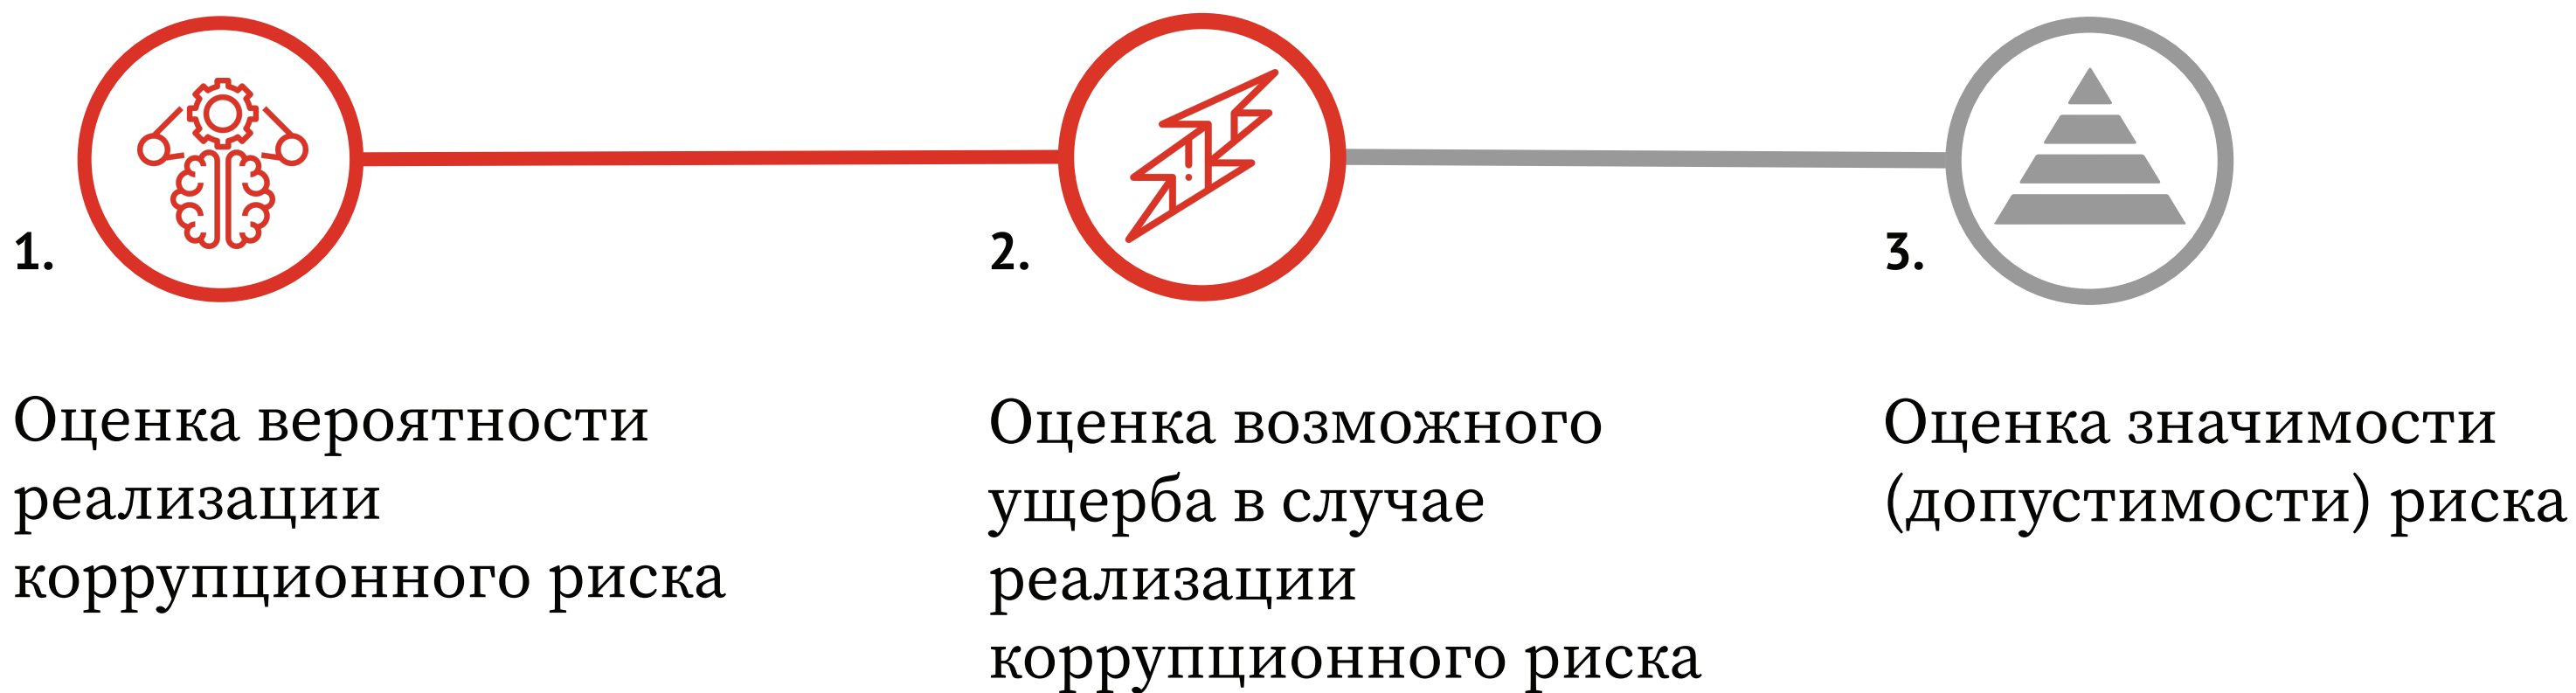 1.
Оценка вероятности
реализации
коррупционного риска
2.
Оценка возможного
ущерба в случае
реализации
коррупционного риска
3.
Оценка значимости
(допустимости) риска